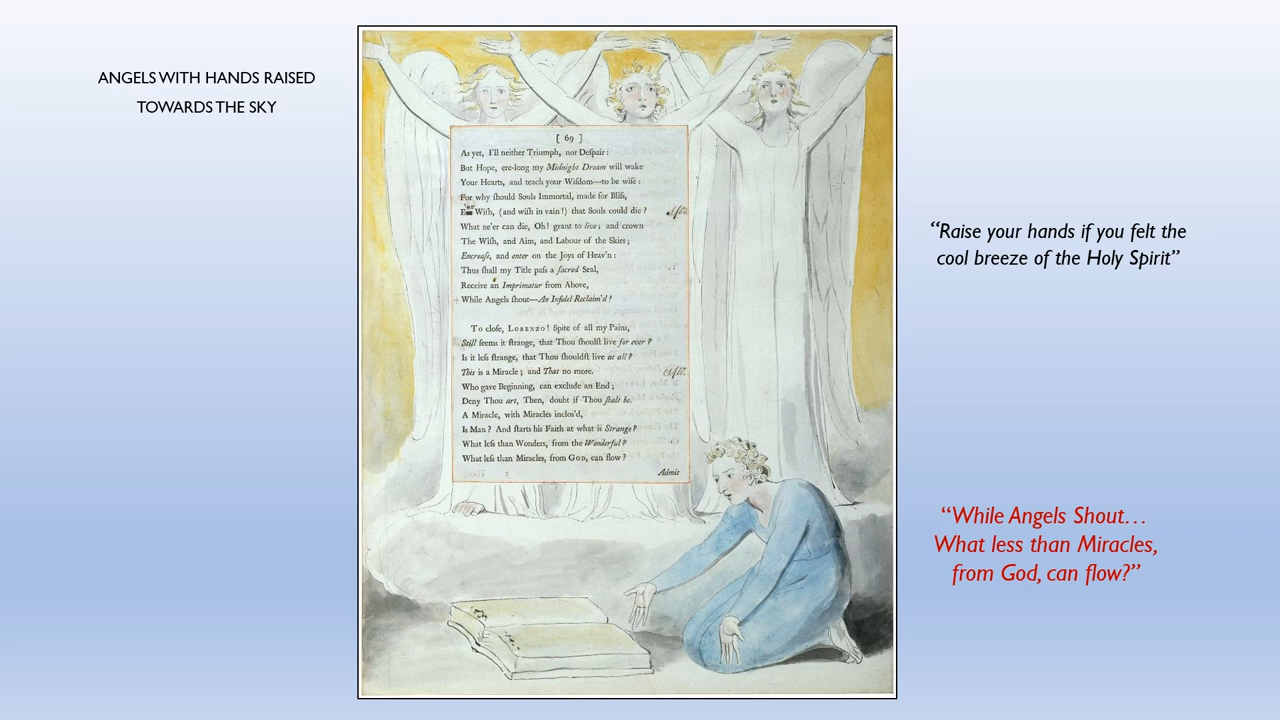 ANGELS WITH HANDS RAISED
TOWARDS THE SKY
[ 69 ]
As yet, I'll neither Triumph, nor Deſpair:
But Hope, ere-long my Midnight Dream will wake
Your Hearts, and teach your Wiſdom—to be wiſe:
For why ſhould Souls Immortal, made for Bliſs,
Wiſh, (and wiſh in vain!) that Souls could die?
What ne'er can die, Oh! grant to live; and crown
The Wiſh, and Aim, and Labour of the Skies;
Encreaſe, and enter on the Joys of Heav'n:
Thus ſhall my Title paſs a ſacred Seal,
Receive an Imprimatur from Above,
While Angels ſhout—An Infidel Reclaim'd!
To cloſe, LORENZO! Spite of all my Pains,
Still ſeems it ſtrange, that Thou ſhouldſt live for ever?
Is it leſs ſtrange, that Thou ſhouldſt live at all?
This is a Miracle; and That no more.
Who gave Beginning, can exclude an End;
Deny Thou art, Then, doubt if Thou ſhalt be.
A Miracle, with Miracles inclos'd,
Is Man? And ſtarts his Faith at what is Strange?
What leſs than Wonders, from the Wonderful?
What leſs than Miracles, from GOD, can flow?
Admit
“Raise your hands if you felt the
cool breeze of the Holy Spirit”
“While Angels Shout…
What less than Miracles,
from God, can flow?”